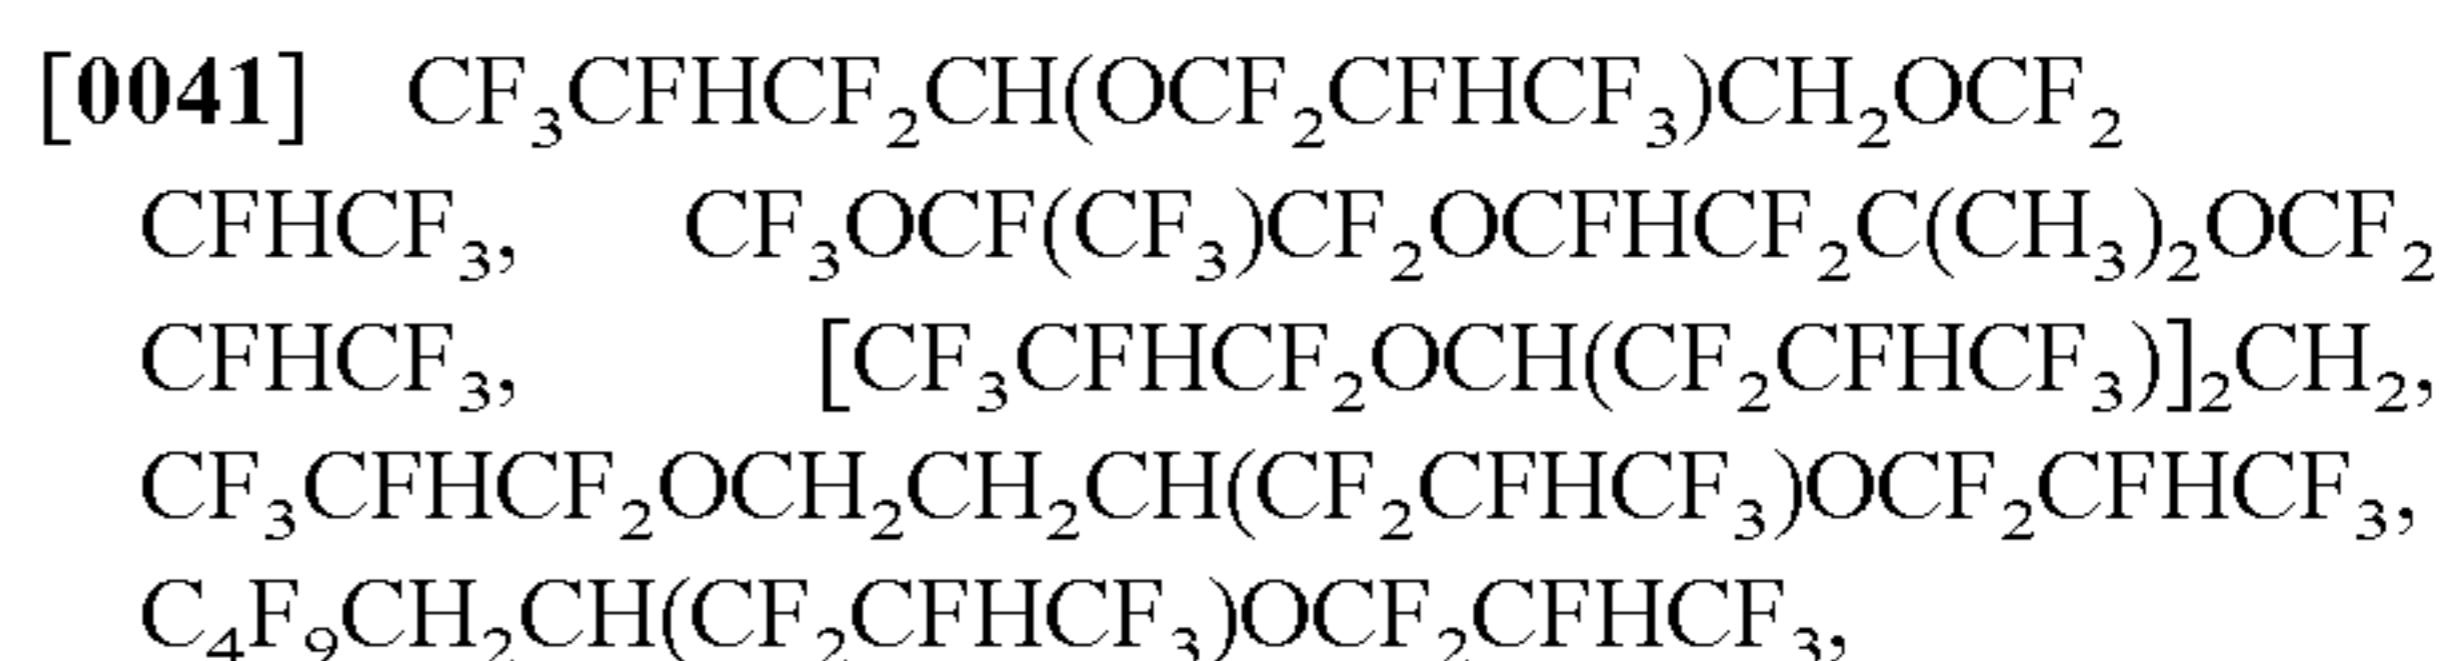 [0041] CF₃CFHCF₂CH(OCF₂CFHCF₃)CH₂OCF₂
CFHCF₃, CF₃OCF(CF₃)CF₂OCFHCF₂C(CH₃)₂OCF₂
CFHCF₃, [CF₃CFHCF₂OCH(CF₂CFHCF₃)]₂CH₂,
CF₃CFHCF₂OCH₂CH₂CH(CF₂CFHCF₃)OCF₂CFHCF₃,
C₄F₉CH₂CH(CF₂CFHCF₃)OCF₂CFHCF₃,